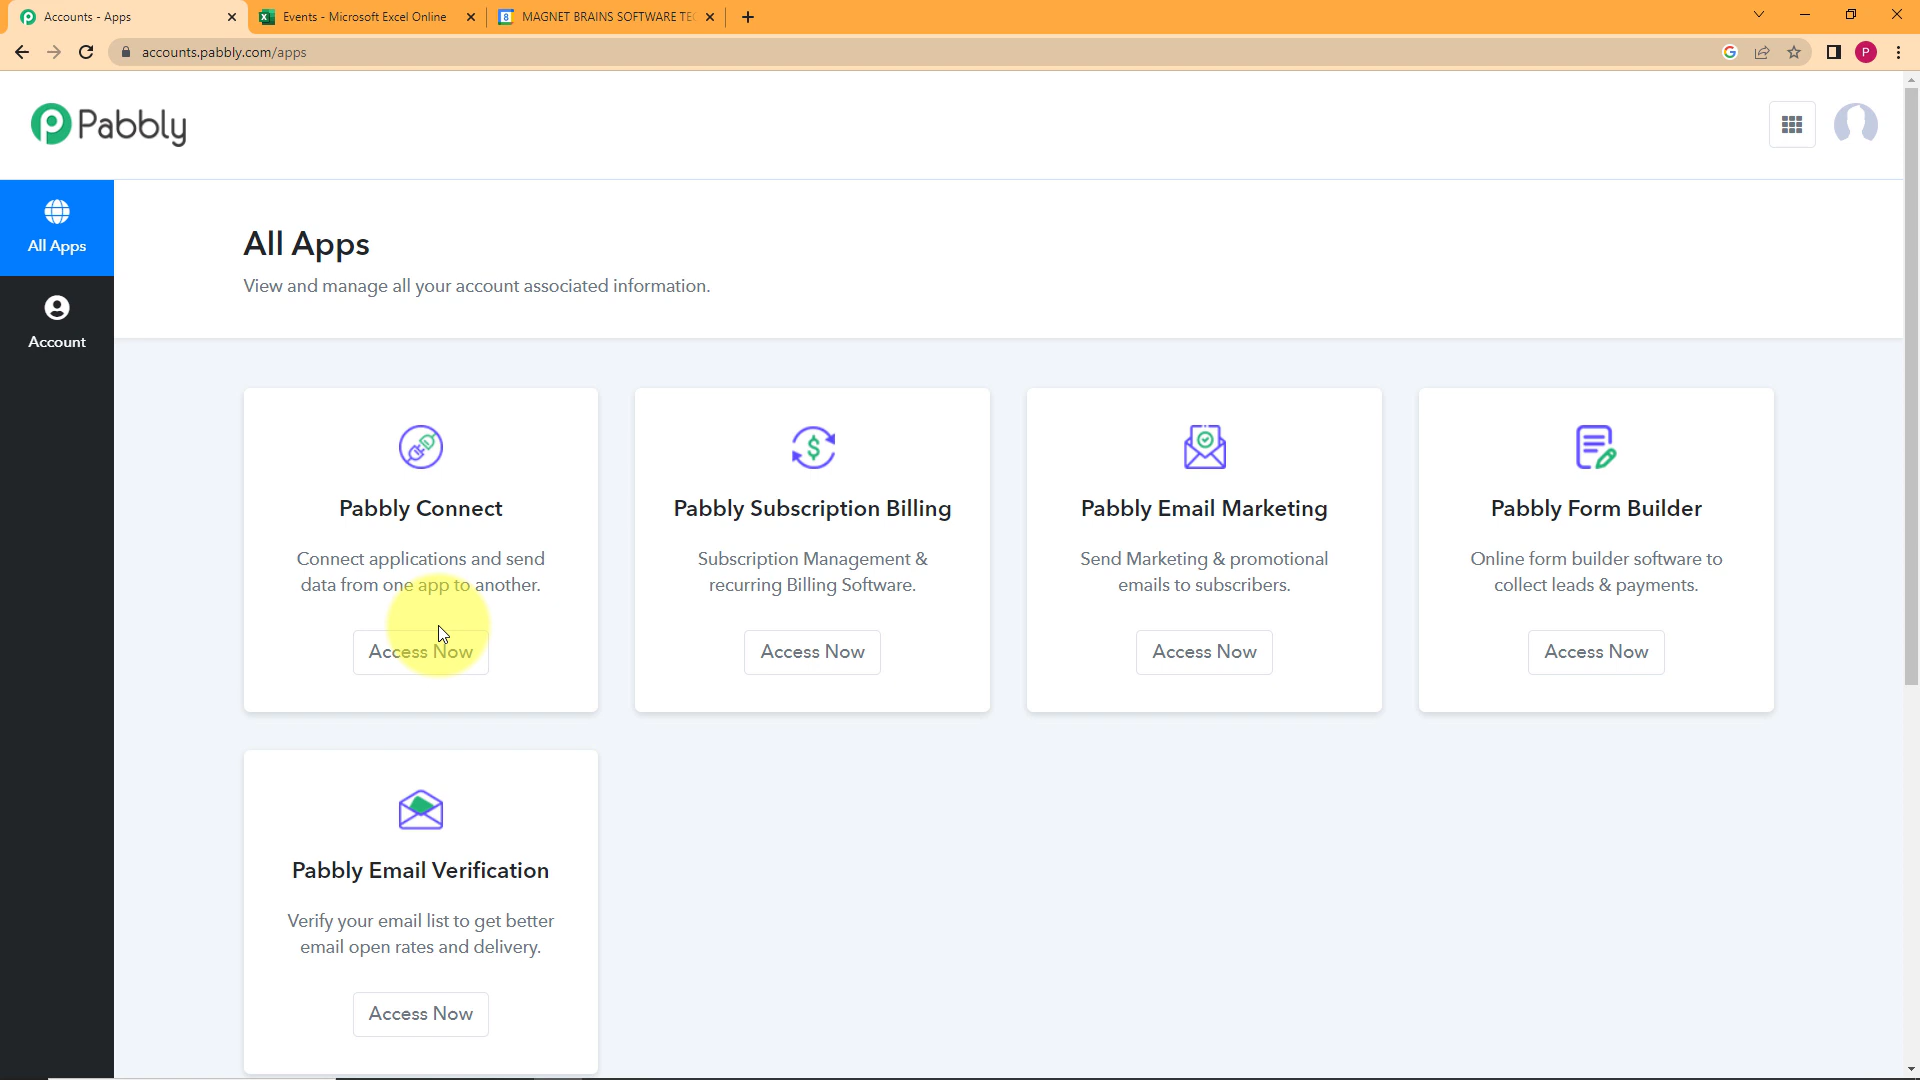 Accounts - Apps
Events - Microsoft Excel Online
MAGNET BRAINS SOFTWARE TEC
accounts.pabbly.com/apps
P
Pabbly
All Apps
Account
All Apps
View and manage all your account associated information.
Pabbly Connect
Connect applications and send
data from one app to another.
Access Now
Pabbly Subscription Billing
Subscription Management &
recurring Billing Software.
Access Now
Pabbly Email Marketing
Send Marketing & promotional
emails to subscribers.
Access Now
Pabbly Form Builder
Online form builder software to
collect leads & payments.
Access Now
Pabbly Email Verification
Verify your email list to get better
email open rates and delivery.
Access Now